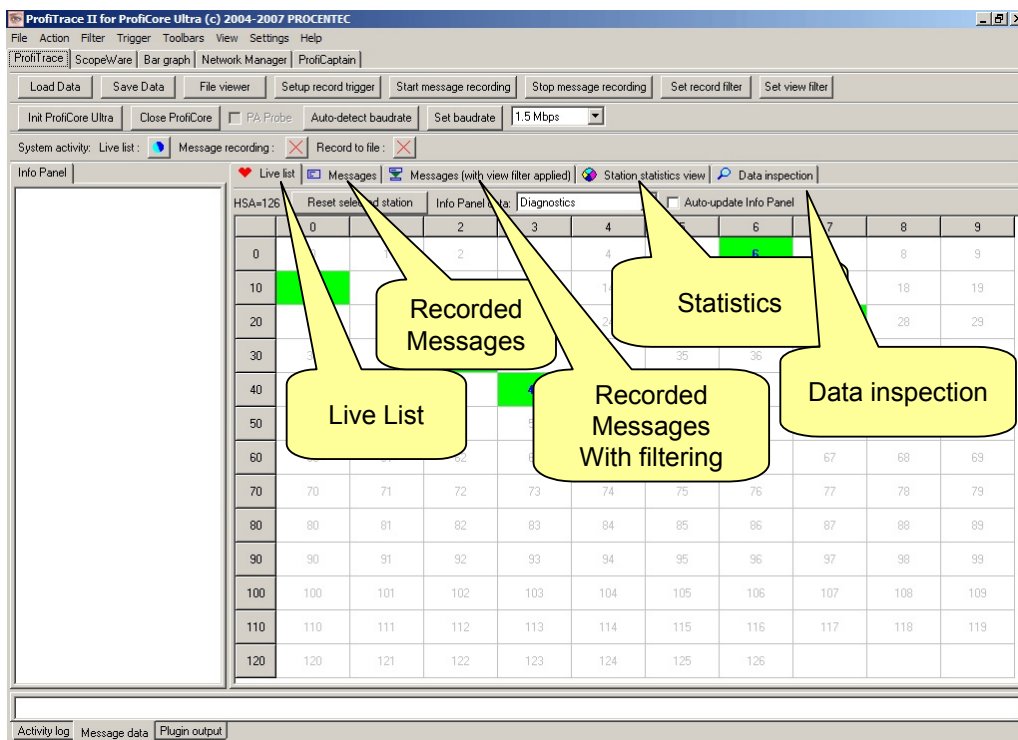 ProfiTrace II for ProfiCore Ultra (c) 2004-2007 PROCENTEC
File Action Filter Trigger Toolbars View Settings Help
ProfiTrace ScopeWare Bar graph Network Manager ProfiCaptain
Load Data Save Data File viewer Setup record trigger Start message recording Stop message recording Set record filter Set view filter
Init ProfiCore Ultra Close ProfiCore PA Probe Auto-detect baudrate Set baudrate 1.5 Mbps
System activity: Live list : Message recording : Record to file :
Info Panel Live list Messages Messages (with view filter applied) Station statistics view Data inspection
HSA=126 Reset selected station Info Panel data: Diagnostics Auto-update Info Panel
0 2 3 4 6 7 8 9
0 1 2 4 6 8 9
10 18 19
20 28 29
30 35 36
40
50
60 67 68 69
70 70 71 72 73 74 75 76 77 78 79
80 80 81 82 83 84 85 86 87 88 89
90 90 91 92 93 94 95 96 97 98 99
100 100 101 102 103 104 105 106 107 108 109
110 110 111 112 113 114 115 116 117 118 119
120 120 121 122 123 124 125 126
Live List
Recorded
Messages
Recorded
Messages
With filtering
Statistics
Data inspection
Activity log Message data Plugin output